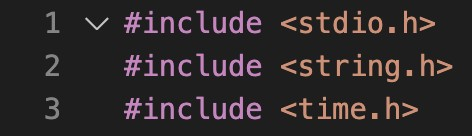 1 #include <stdio.h>
2 #include <string.h>
3 #include <time.h>